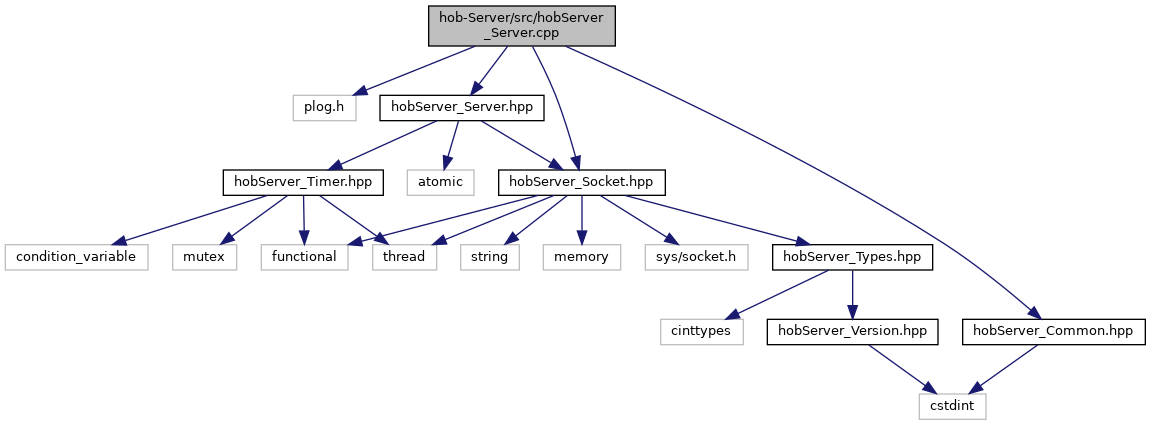 hob-Server/src/hobServer
_Server.cpp
plog.h
hobServer_Server.hpp
hobServer_Timer.hpp
atomic
hobServer_Socket.hpp
condition_variable
mutex
functional
thread
string
memory
sys/socket.h
hobServer_Types.hpp
cinttypes
hobServer_Version.hpp
hobServer_Common.hpp
cstdint